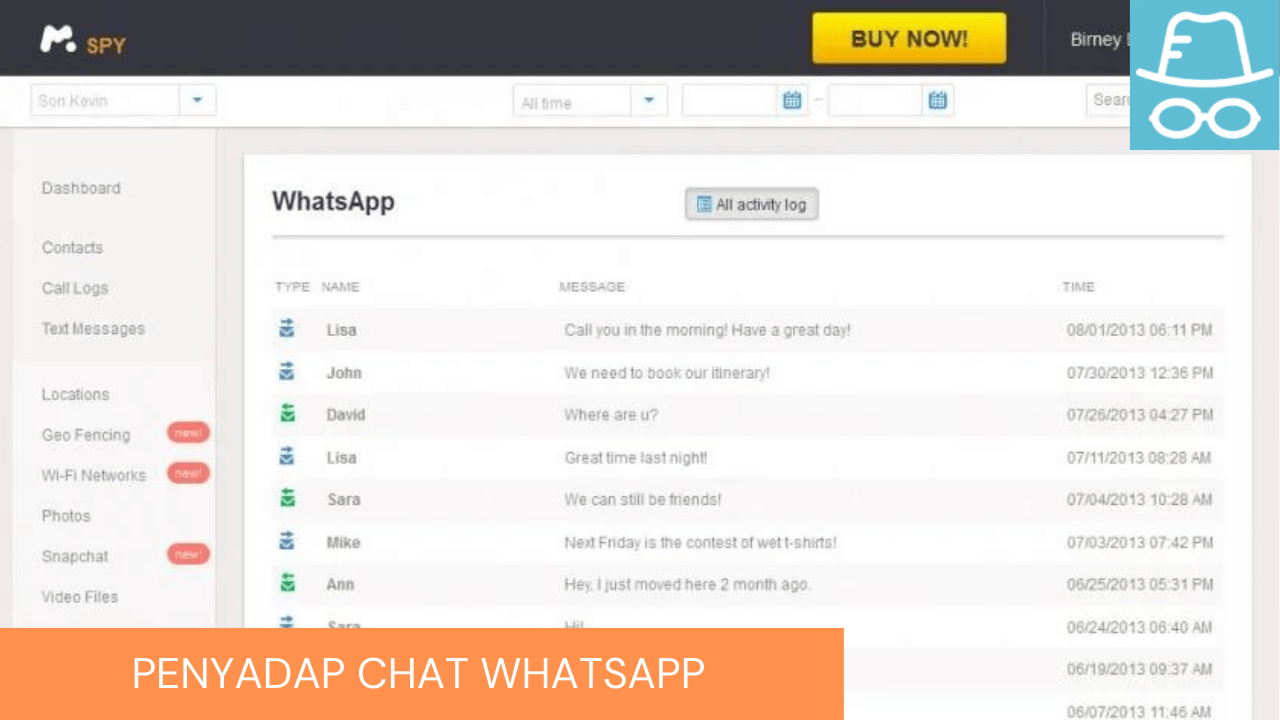 SPY
BUY NOW!
Birney
Son Kevin
All time
–
Dashboard
Contacts
Call Logs
Text Messages
Locations
Geo Fencing new!
Wi-Fi Networks new!
Photos
Snapchat new!
Video Files
WhatsApp
All activity log
TYPE NAME MESSAGE TIME
Lisa Call you in the morning! Have a great day! 08/01/2013 06:11 PM
John We need to book our itinerary! 07/30/2013 12:36 PM
David Where are u? 07/26/2013 04:27 PM
Lisa Great time last night! 07/11/2013 08:28 AM
Sara We can still be friends! 07/04/2013 10:28 AM
Mike Next Friday is the contest of wet t-shirts! 07/03/2013 07:42 PM
Ann Hey, I just moved here 2 month ago. 06/25/2013 05:31 PM
Sara Hi! 06/24/2013 06:40 AM
06/19/2013 09:37 AM
06/07/2013 11:46 AM
PENYADAP CHAT WHATSAPP